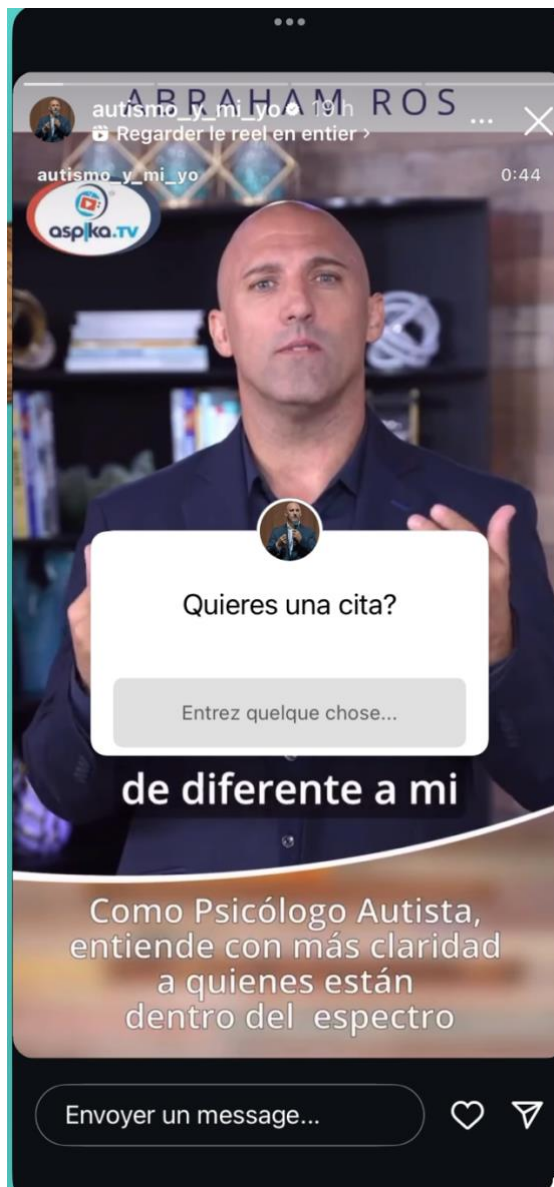 ABRAHAM ROS
autismo_y_mi_yo 19 h
Regarder le reel en entier >
autismo_y_mi_yo
0:44
aspika.TV
Quieres una cita?
Entrez quelque chose...
de diferente a mi
Como Psicólogo Autista,
entiende con más claridad
a quienes están
dentro del espectro
Envoyer un message...